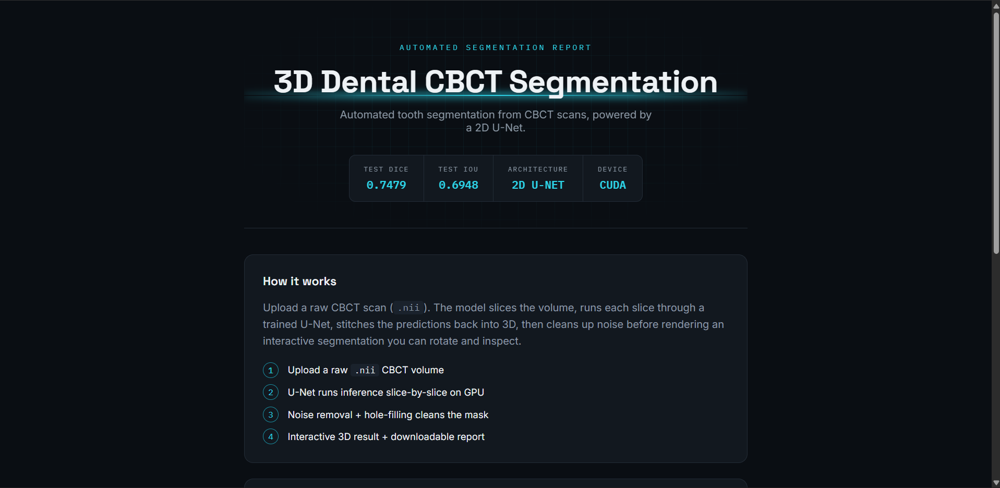 AUTOMATED SEGMENTATION REPORT
3D Dental CBCT Segmentation
Automated tooth segmentation from CBCT scans, powered by
a 2D U-Net.
TEST DICE
0.7479
TEST IOU
0.6948
ARCHITECTURE
2D U-NET
DEVICE
CUDA
How it works
Upload a raw CBCT scan ( .nii ). The model slices the volume, runs each slice through a
trained U-Net, stitches the predictions back into 3D, then cleans up noise before rendering an
interactive segmentation you can rotate and inspect.
1 Upload a raw .nii CBCT volume
2 U-Net runs inference slice-by-slice on GPU
3 Noise removal + hole-filling cleans the mask
4 Interactive 3D result + downloadable report